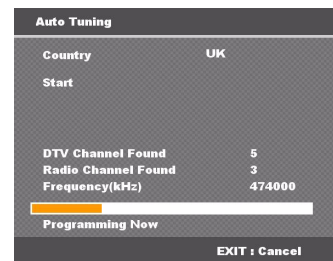 Auto Tuning
Country UK
Start
DTV Channel Found 5
Radio Channel Found 3
Frequency(kHz) 474000
Programming Now
EXIT : Cancel